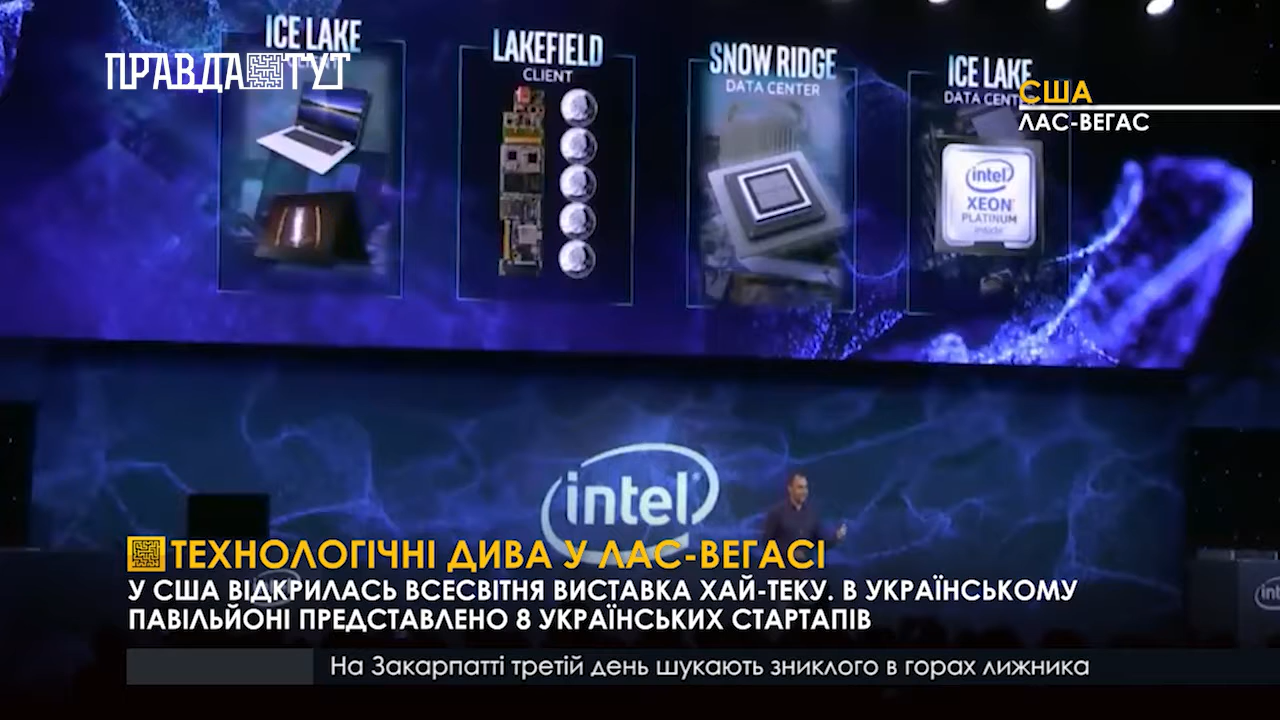 ICE LAKE
ПРАВДА ТУТ
LAKEFIELD
CLIENT
SNOW RIDGE
DATA CENTER
ICE LAKE
DATA CENT
США
ЛАС-ВЕГАС
intel
XEON
PLATINUM
inside
intel
ТЕХНОЛОГІЧНІ ДИВА У ЛАС-ВЕГАСІ
У США ВІДКРИЛАСЬ ВСЕСВІТНЯ ВИСТАВКА ХАЙ-ТЕКУ. В УКРАЇНСЬКОМУ
ПАВІЛЬЙОНІ ПРЕДСТАВЛЕНО 8 УКРАЇНСЬКИХ СТАРТАПІВ
На Закарпатті третій день шукають зниклого в горах лижника